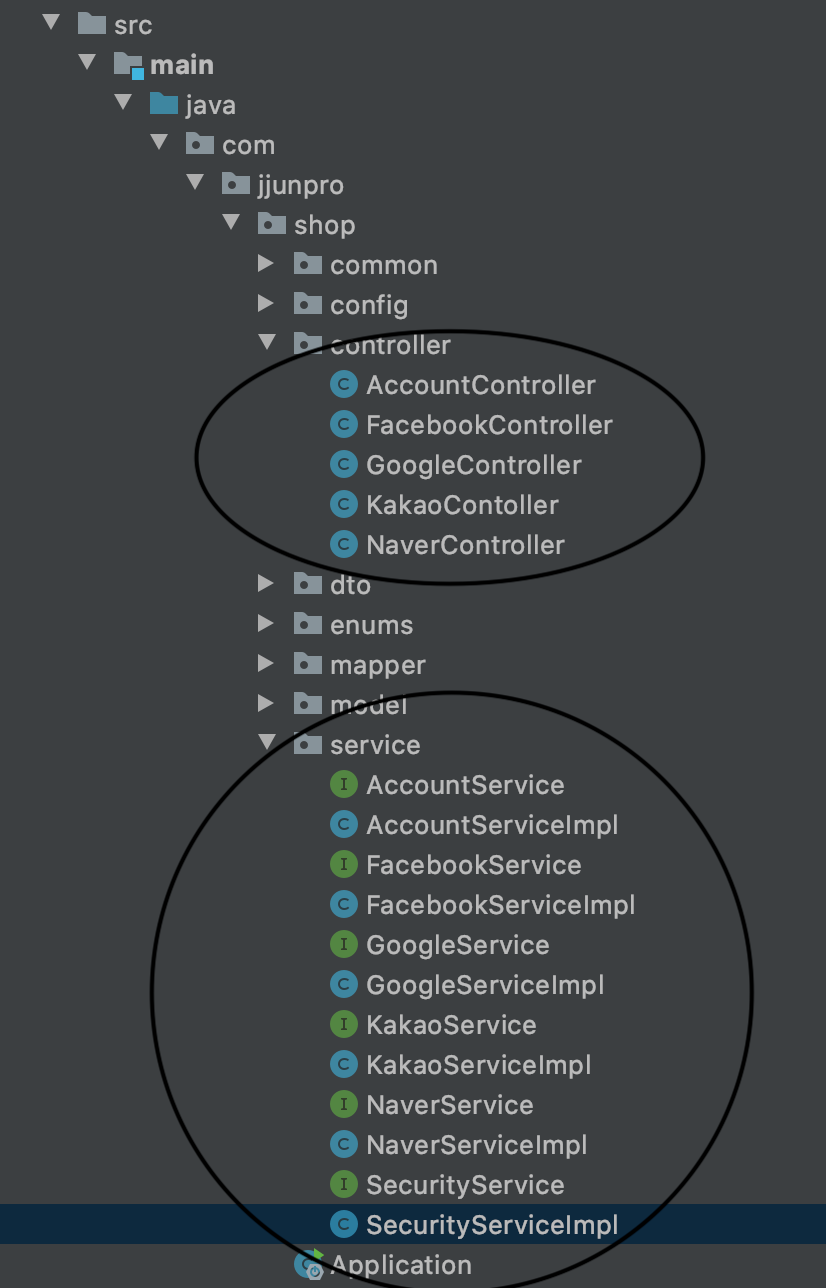 src
main
java
com
jjunpro
shop
common
config
controller
C AccountController
C FacebookController
C GoogleController
C KakaoContoller
C NaverController
dto
enums
mapper
model
service
I AccountService
C AccountServiceImpl
I FacebookService
C FacebookServiceImpl
I GoogleService
C GoogleServiceImpl
I KakaoService
C KakaoServiceImpl
I NaverService
C NaverServiceImpl
I SecurityService
C SecurityServiceImpl
Application